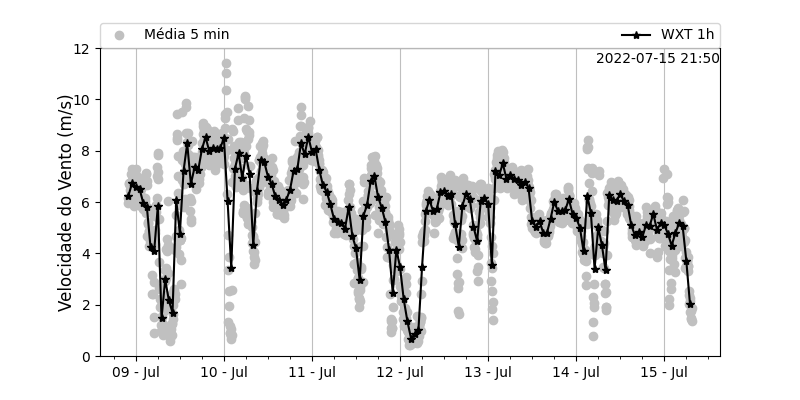 Média 5 min
WXT 1h
2022-07-15 21:50
Velocidade do Vento (m/s)
12
10
8
6
4
2
0
09 - Jul
10 - Jul
11 - Jul
12 - Jul
13 - Jul
14 - Jul
15 - Jul